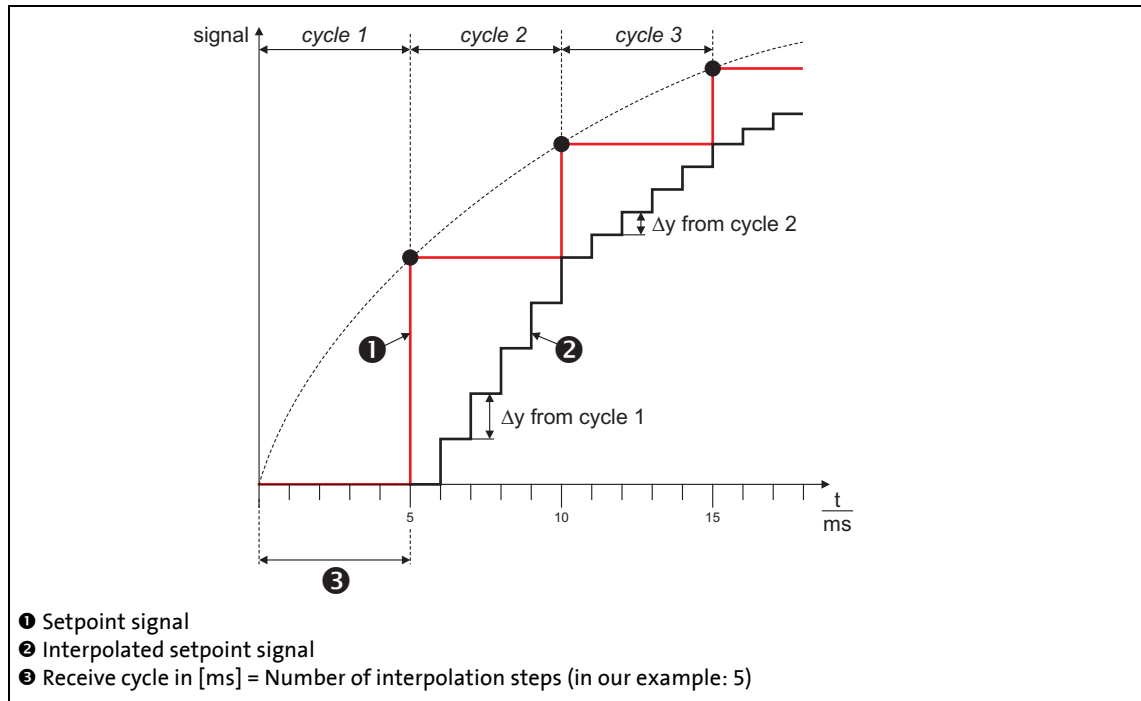 signal cycle 1 cycle 2 cycle 3
Δy from cycle 2
❶ ❷
Δy from cycle 1
5 10 15 t
ms
❸
❶ Setpoint signal
❷ Interpolated setpoint signal
❸ Receive cycle in [ms] = Number of interpolation steps (in our example: 5)